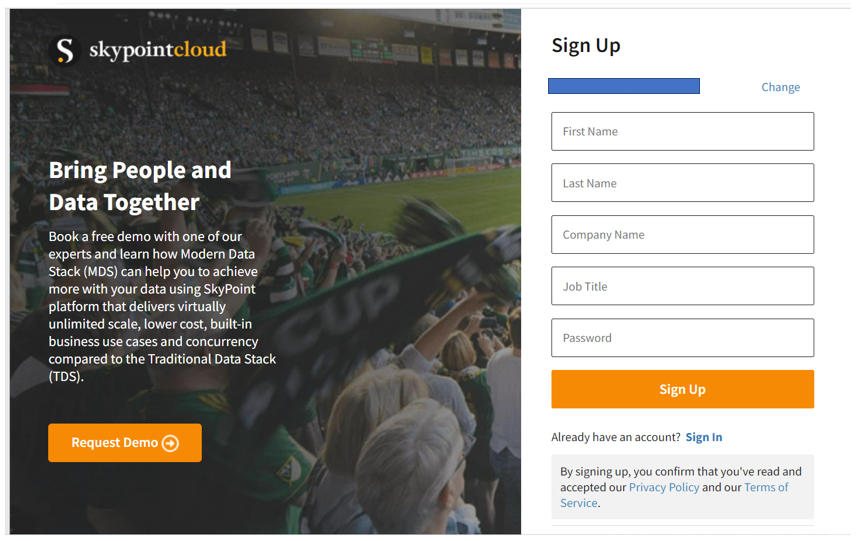 skypointcloud
Bring People and
Data Together
Book a free demo with one of our
experts and learn how Modern Data
Stack (MDS) can help you to achieve
more with your data using SkyPoint
platform that delivers virtually
unlimited scale, lower cost, built-in
business use cases and concurrency
compared to the Traditional Data Stack
(TDS).
Request Demo
CUP
Sign Up
Change
First Name
Last Name
Company Name
Job Title
Password
Sign Up
Already have an account? Sign In
By signing up, you confirm that you've read and
accepted our Privacy Policy and our Terms of
Service.